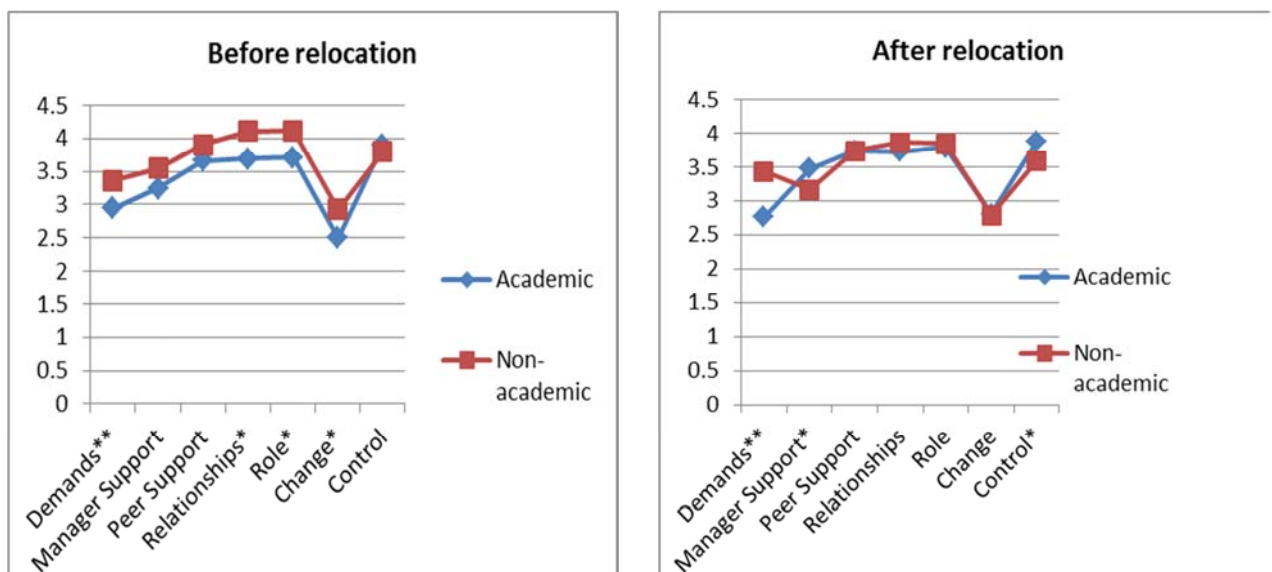 Before relocation
4.5
4
3.5
3
2.5
2
1.5
1
0.5
0
Demands**
Manager Support
Peer Support
Relationships*
Role*
Change*
Control
Academic
Non-
academic
After relocation
4.5
4
3.5
3
2.5
2
1.5
1
0.5
0
Demands**
Manager Support*
Peer Support
Relationships
Role
Change
Control*
Academic
Non-
academic